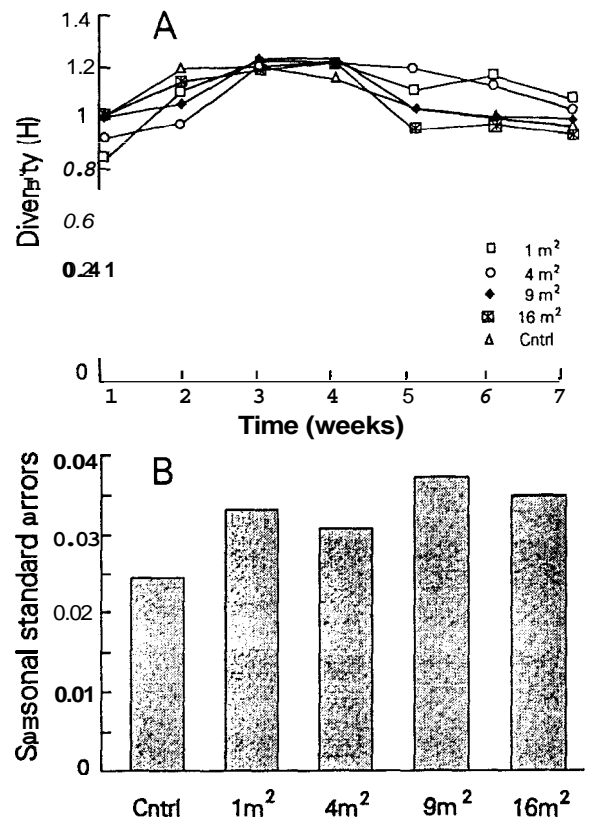 A
1.4
1.2
1
0.8
0.6
0
Diversity (H)
1 m²
4 m²
9 m²
16 m²
Cntrl
1 2 3 4 5 6 7
Time (weeks)
B
0.04
0.03
0.02
0.01
0
standard
Cntrl 1m² 4m² 9m² 16m²